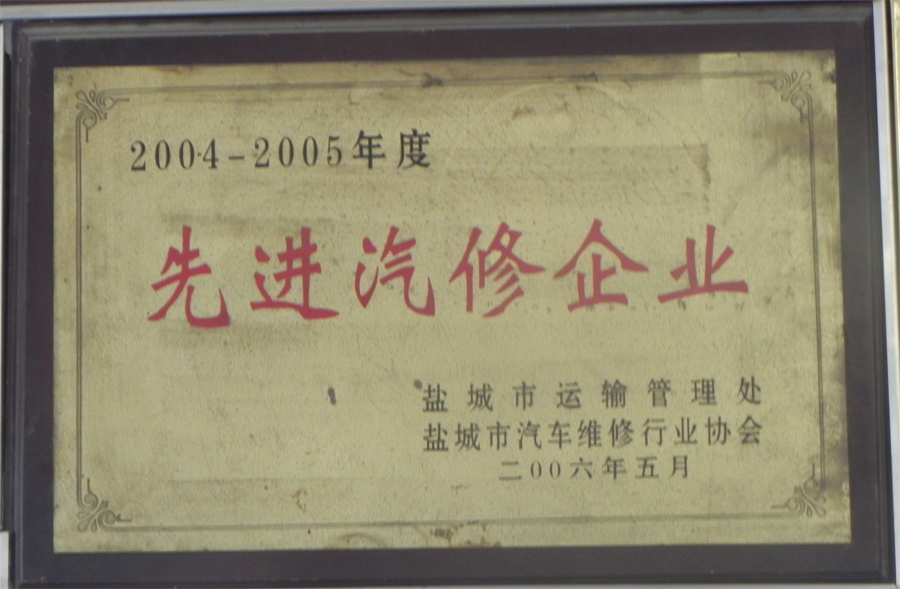 2004-2005年度
先进汽修企业
盐城市运输管理处
盐城市汽车维修行业协会
二00六年五月